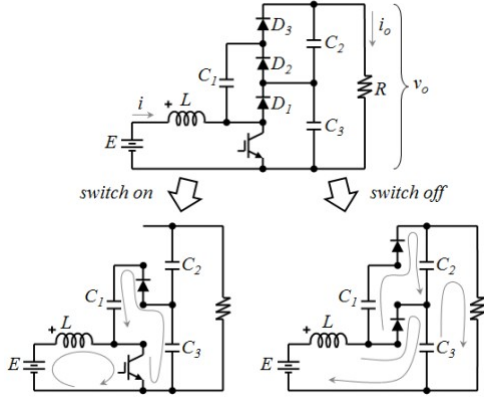 D3
C2
io
C1
D2
R
vo
i
+ L
D1
E
C3
switch on
switch off
C2
C1
+ L
C3
E
C2
C1
+ L
C3
E